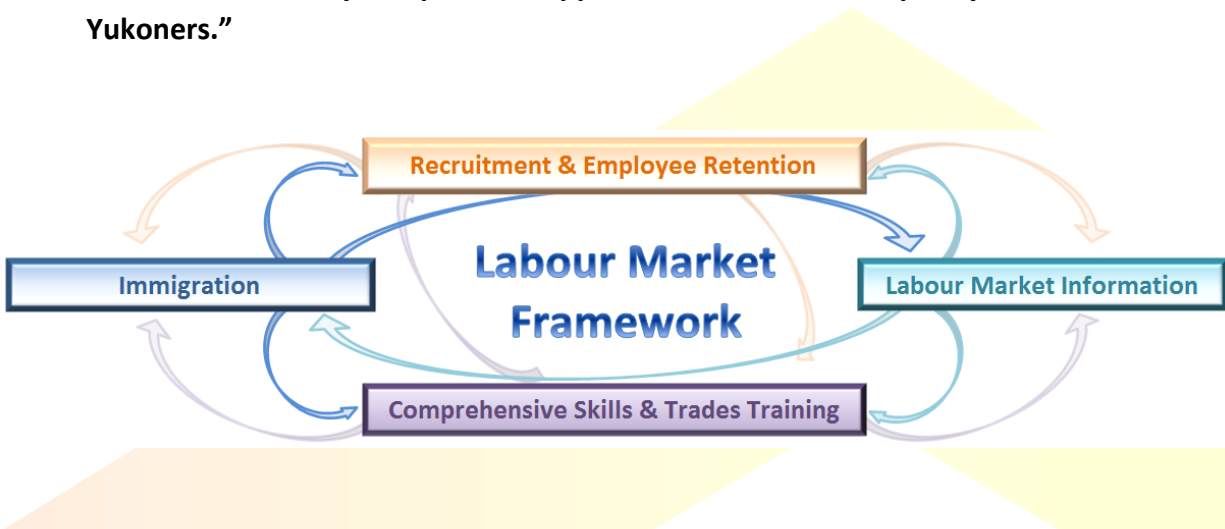 Yukoners.”
Recruitment & Employee Retention
Labour Market
Framework
Immigration
Labour Market Information
Comprehensive Skills & Trades Training